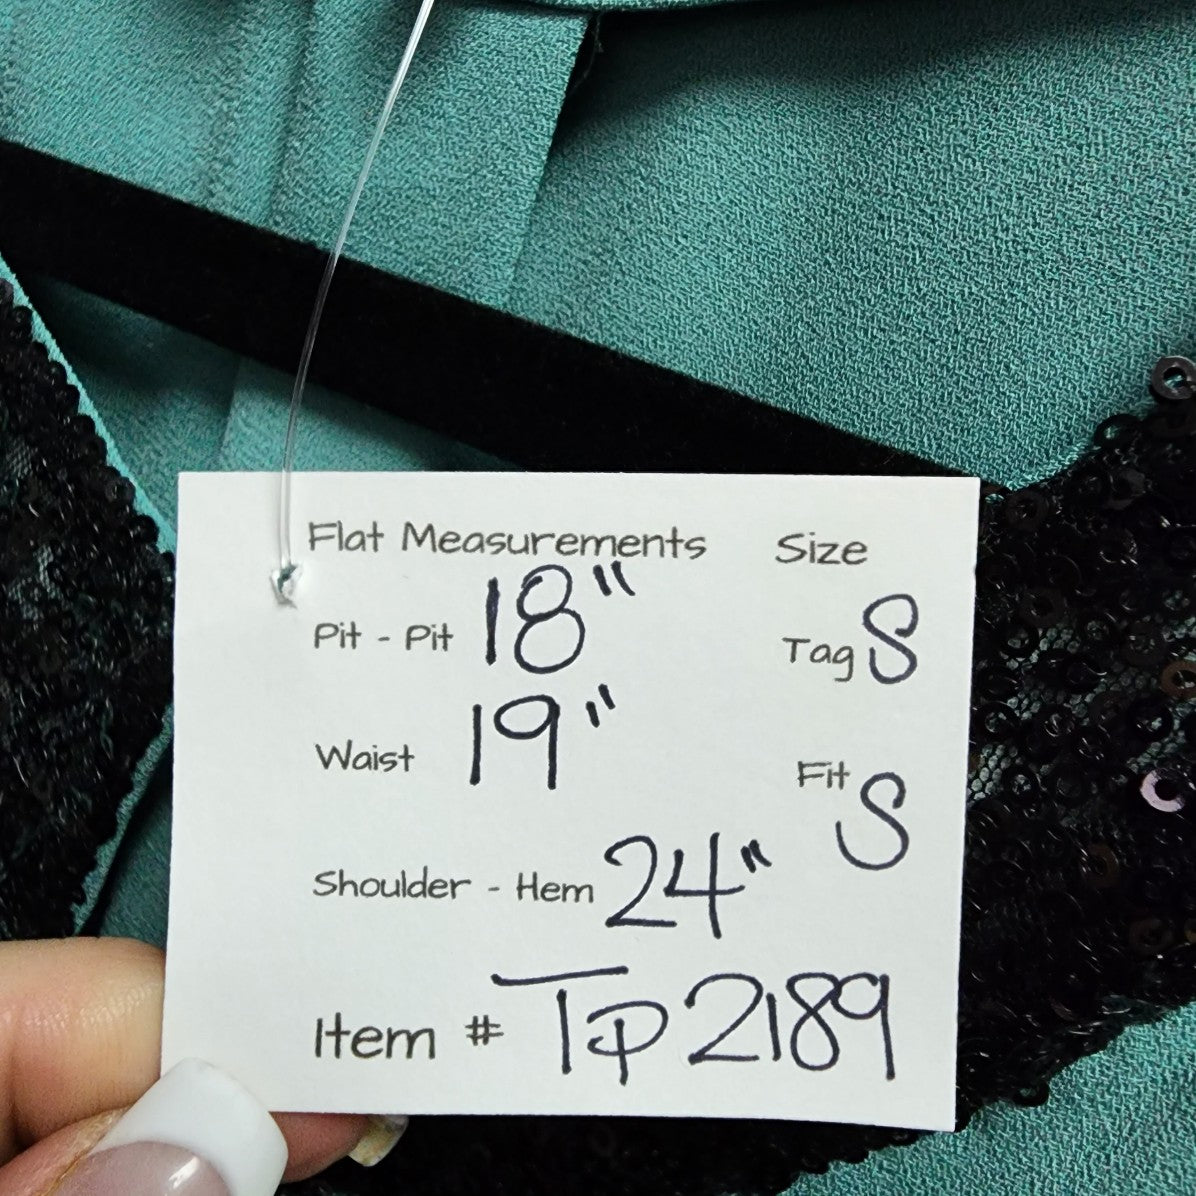 Flat Measurements Size
Pit - Pit 18"
Tag S
Waist 19"
Fit S
Shoulder - Hem 24"
Item # TP2189